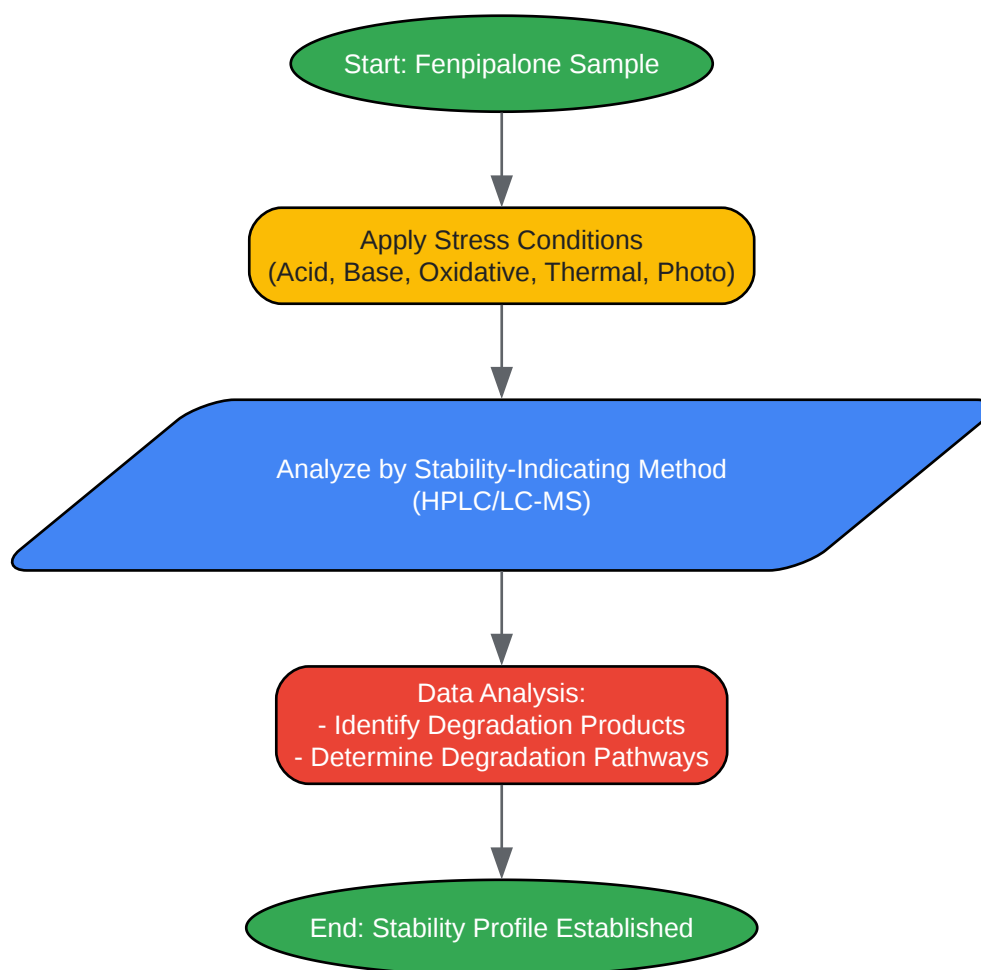 Start: Fenpipalone Sample
Apply Stress Conditions
(Acid, Base, Oxidative, Thermal, Photo)
Analyze by Stability-Indicating Method
(HPLC/LC-MS)
Data Analysis:
- Identify Degradation Products
- Determine Degradation Pathways
End: Stability Profile Established